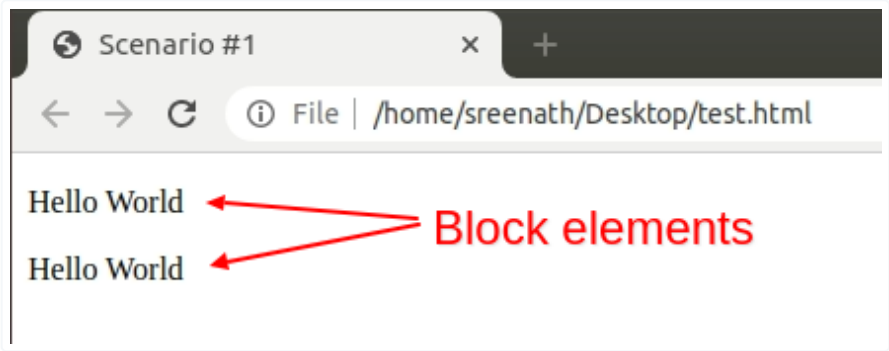 Scenario #1
File | /home/sreenath/Desktop/test.html
Hello World
Block elements
Hello World